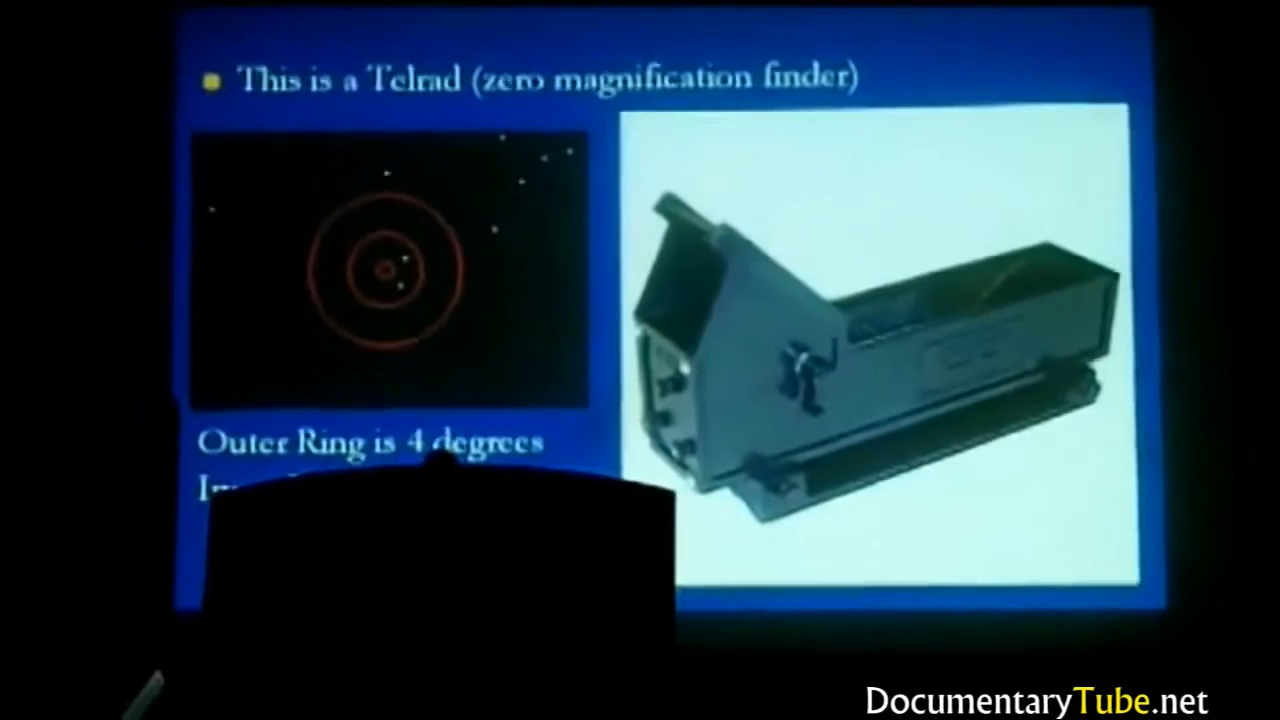 This is a Telrad (zero magnification finder)
Outer Ring is 4 degrees
DocumentaryTube.net